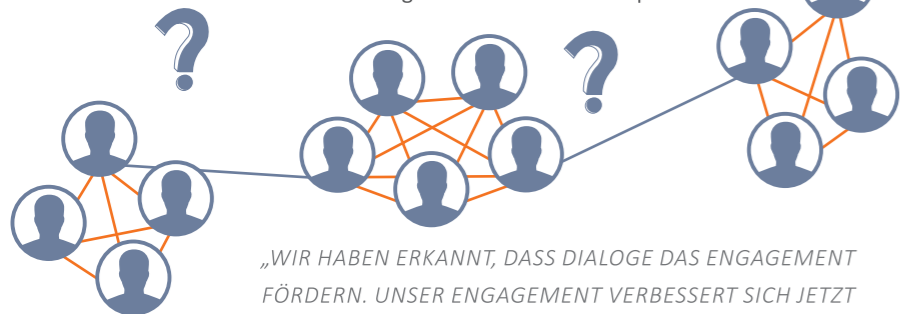 ?
?
„WIR HABEN ERKANNT, DASS DIALOGE DAS ENGAGEMENT
FÖRDERN. UNSER ENGAGEMENT VERBESSERT SICH JETZT